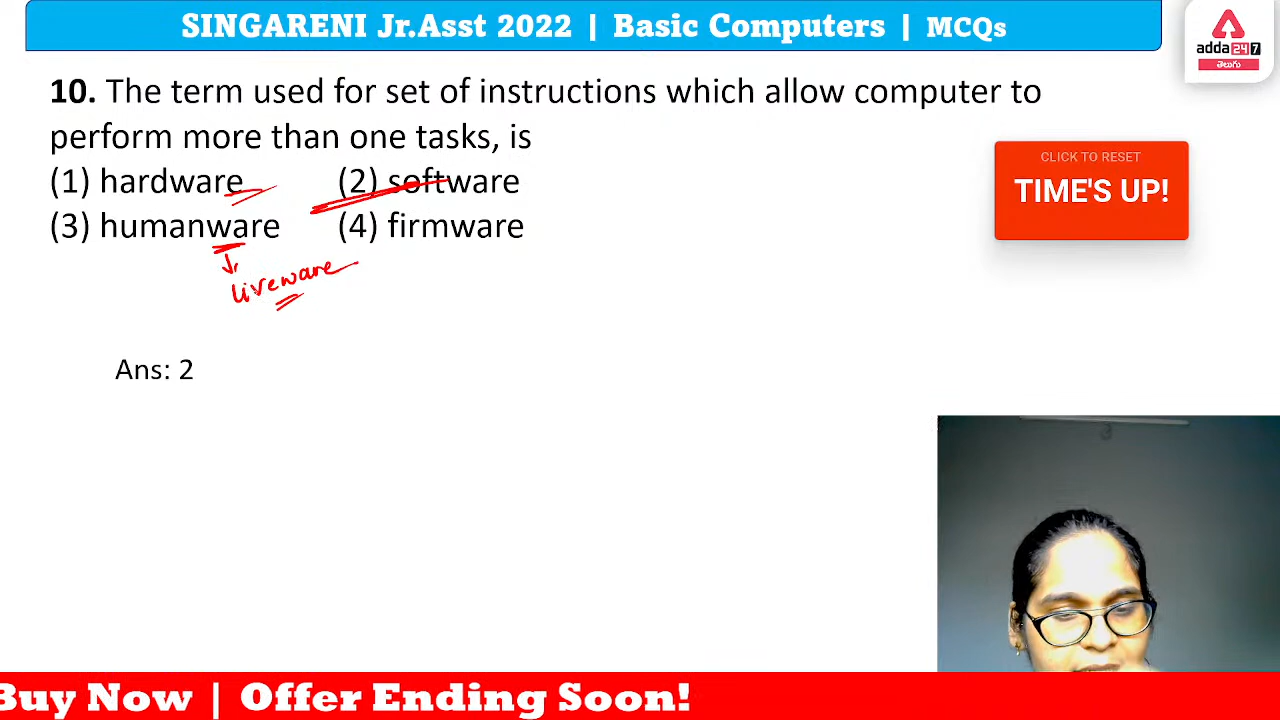 SINGARENI Jr.Asst 2022 | Basic Computers | MCQs
adda247
తెలుగు
10. The term used for set of instructions which allow computer to
perform more than one tasks, is
(1) hardware (2) software
(3) humanware (4) firmware
liveware
Ans: 2
CLICK TO RESET
TIME'S UP!
Buy Now | Offer Ending Soon!